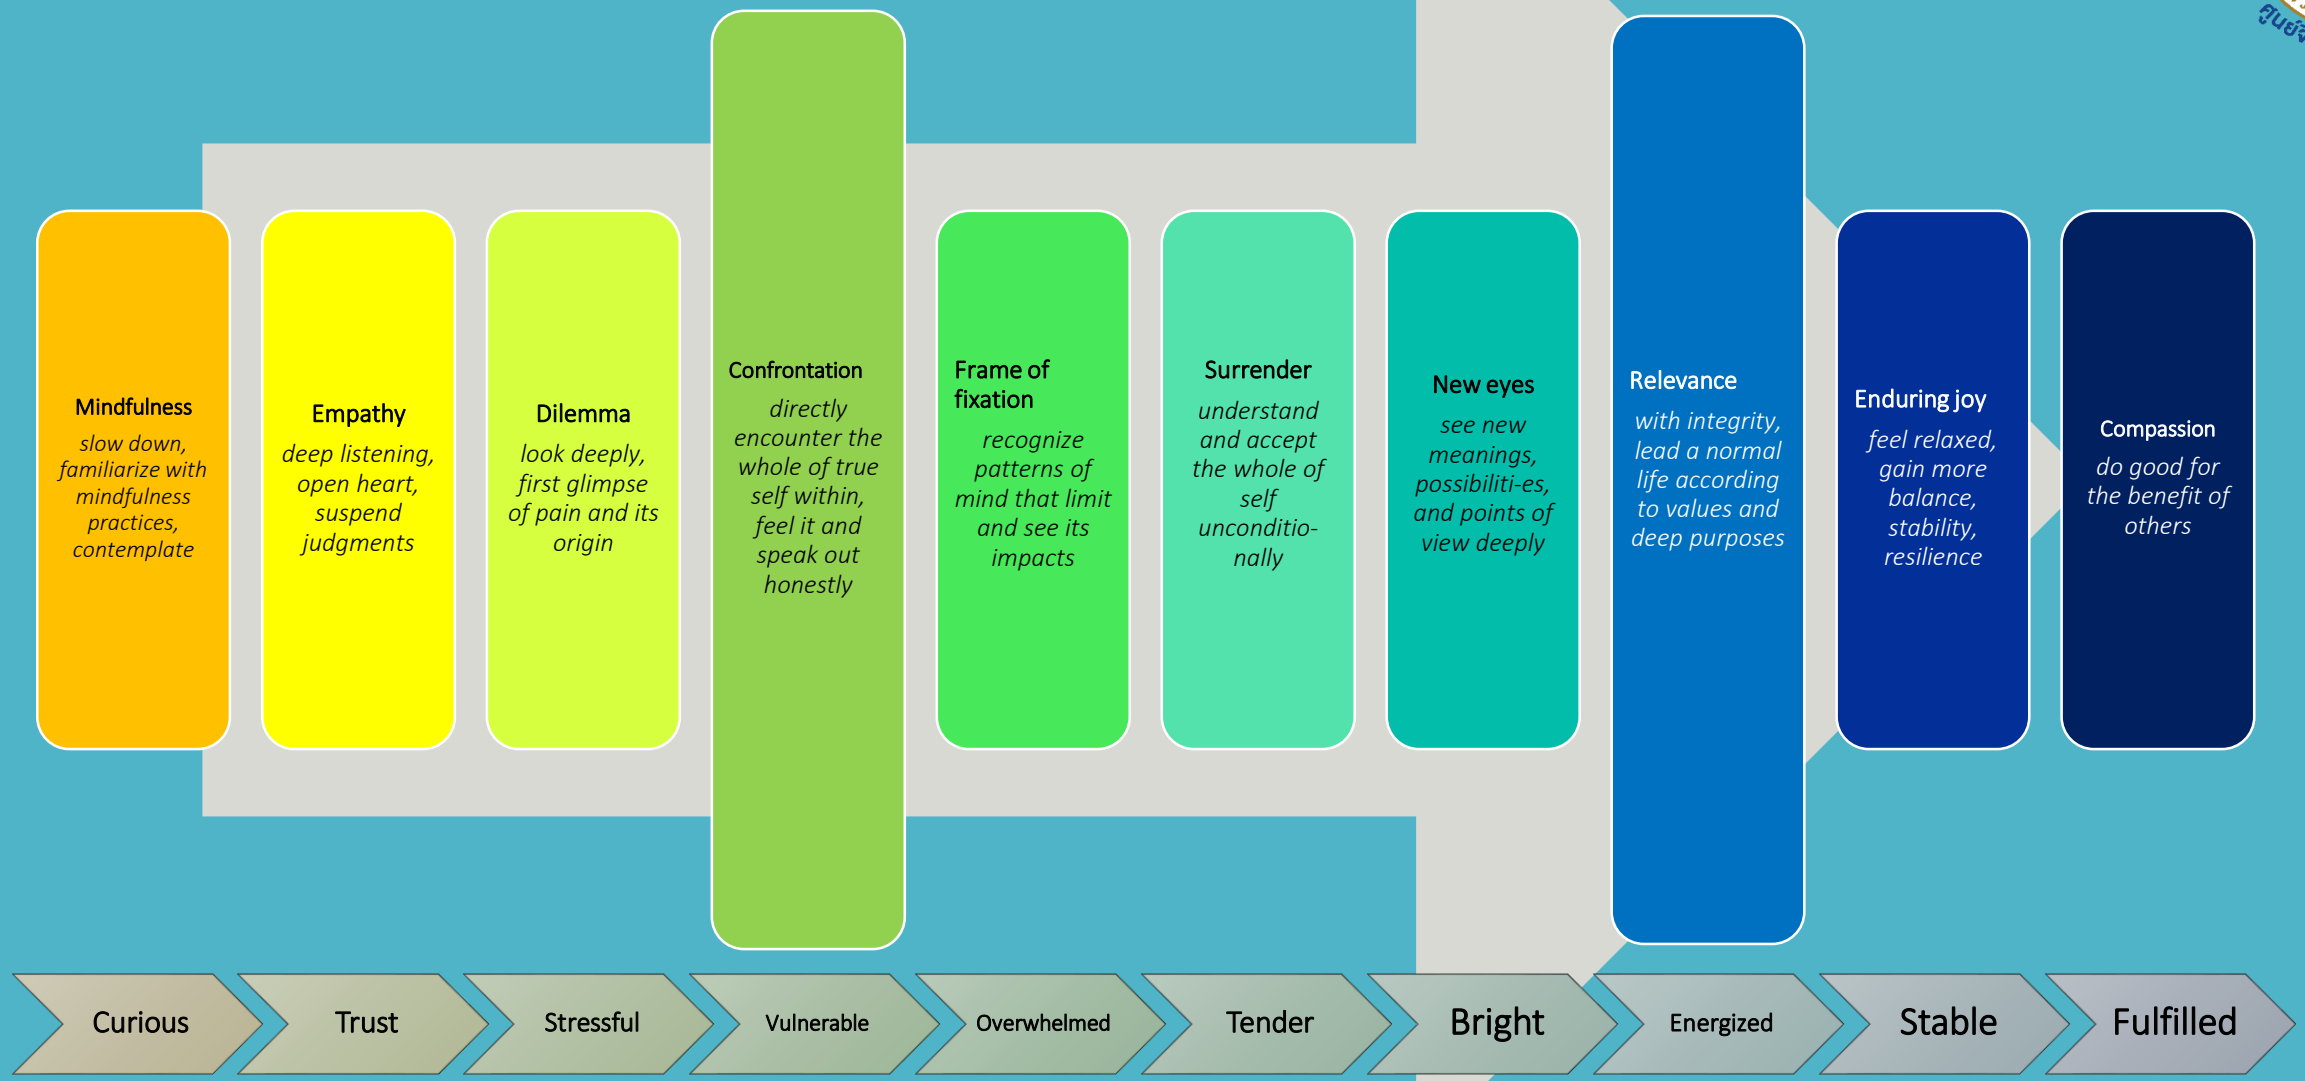 Mindfulness
slow down,
familiarize with
mindfulness
practices,
contemplate
Empathy
deep listening,
open heart,
suspend
judgments
Dilemma
look deeply,
first glimpse
of pain and its
origin
Confrontation
directly
encounter the
whole of true
self within,
feel it and
speak out
honestly
Frame of
fixation
recognize
patterns of
mind that limit
and see its
impacts
Surrender
understand
and accept
the whole of
self
unconditio-
nally
New eyes
see new
meanings,
possibiliti-es,
and points of
view deeply
Relevance
with integrity,
lead a normal
life according
to values and
deep purposes
Enduring joy
feel relaxed,
gain more
balance,
stability,
resilience
Compassion
do good for
the benefit of
others
Curious
Trust
Stressful
Vulnerable
Overwhelmed
Tender
Bright
Energized
Stable
Fulfilled